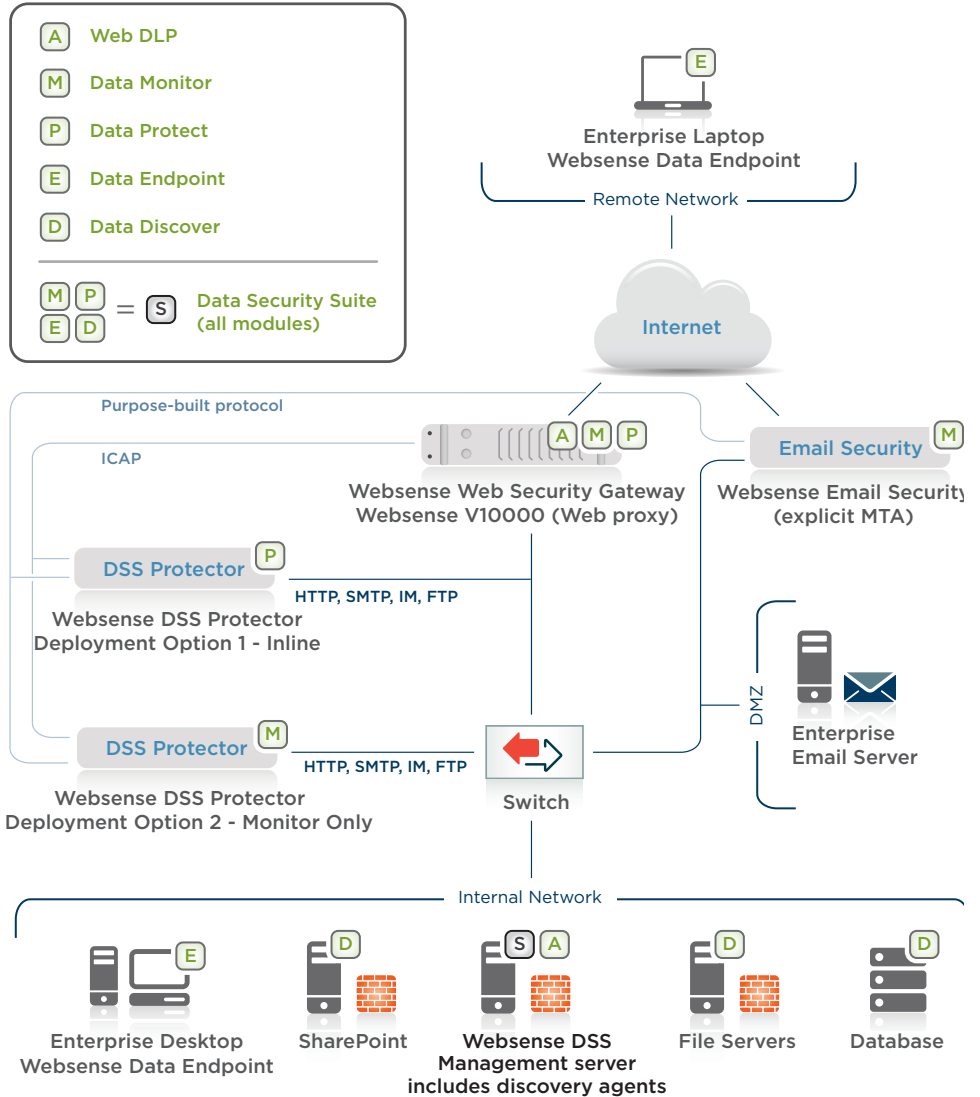 A Web DLP
M Data Monitor
P Data Protect
E Data Endpoint
D Data Discover
M P
E D
= S
Data Security Suite
(all modules)
E
Enterprise Laptop
Websense Data Endpoint
Remote Network
Internet
Purpose-built protocol
ICAP
A M P
Websense Web Security Gateway
Websense V10000 (Web proxy)
Email Security M
Websense Email Security
(explicit MTA)
DSS Protector P
HTTP, SMTP, IM, FTP
Websense DSS Protector
Deployment Option 1 - Inline
DMZ
Enterprise
Email Server
DSS Protector M
HTTP, SMTP, IM, FTP
Websense DSS Protector
Deployment Option 2 - Monitor Only
Switch
Internal Network
E
Enterprise Desktop
Websense Data Endpoint
D
SharePoint
S A
Websense DSS
Management server
includes discovery agents
D
File Servers
D
Database